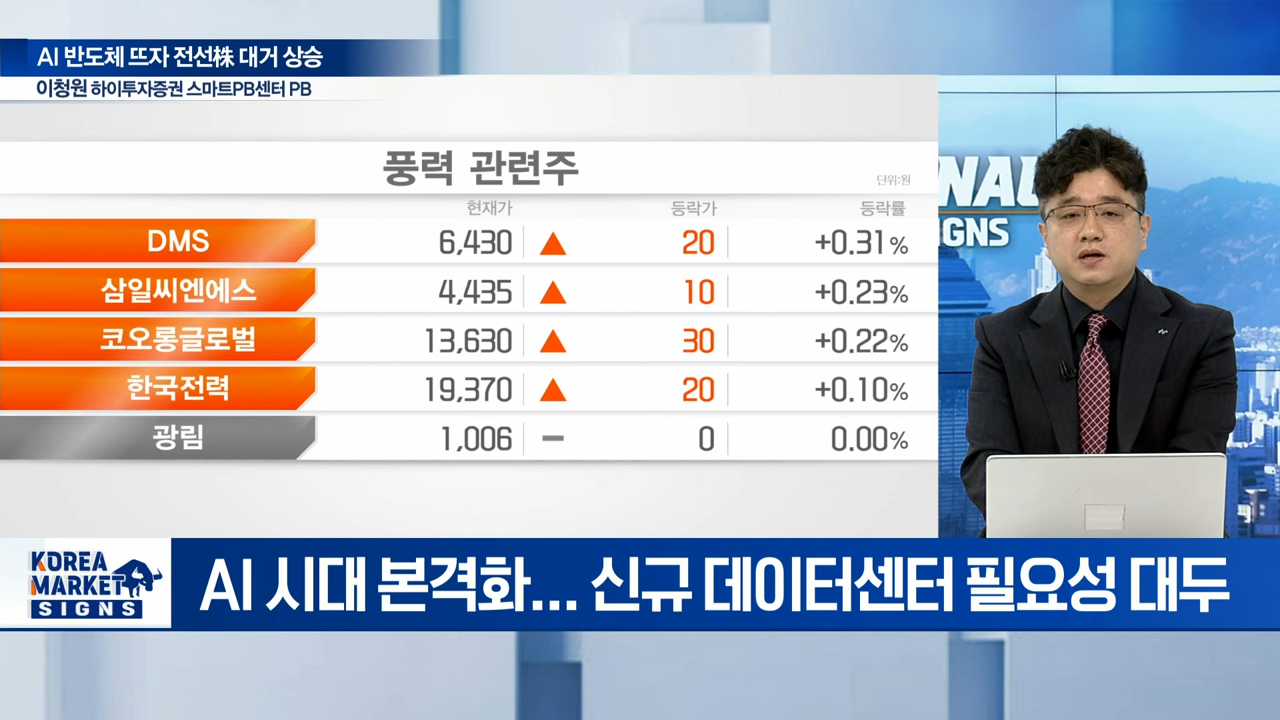 AI 반도체 뜨자 전선株 대거 상승
이청원 하이투자증권 스마트PB센터 PB
풍력 관련주
단위:원
현재가 등락가 등락률
DMS 6,430 ▲ 20 +0.31%
삼일씨엔에스 4,435 ▲ 10 +0.23%
코오롱글로벌 13,630 ▲ 30 +0.22%
한국전력 19,370 ▲ 20 +0.10%
광림 1,006 - 0 0.00%
NAL
IGNS
KOREA
MARKET
SIGNS
AI 시대 본격화... 신규 데이터센터 필요성 대두